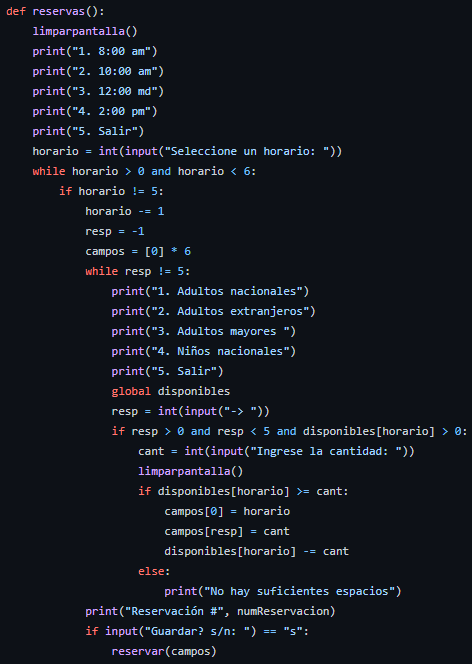 def reservas():
    limparpantalla()
    print("1. 8:00 am")
    print("2. 10:00 am")
    print("3. 12:00 md")
    print("4. 2:00 pm")
    print("5. Salir")
    horario = int(input("Seleccione un horario: "))
    while horario > 0 and horario < 6:
        if horario != 5:
            horario -= 1
            resp = -1
            campos = [0] * 6
            while resp != 5:
                print("1. Adultos nacionales")
                print("2. Adultos extranjeros")
                print("3. Adultos mayores ")
                print("4. Niños nacionales")
                print("5. Salir")
                global disponibles
                resp = int(input("-> "))
                if resp > 0 and resp < 5 and disponibles[horario] > 0:
                    cant = int(input("Ingrese la cantidad: "))
                    limparpantalla()
                    if disponibles[horario] >= cant:
                        campos[0] = horario
                        campos[resp] = cant
                        disponibles[horario] -= cant
                    else:
                        print("No hay suficientes espacios")
            print("Reservación #", numReservacion)
            if input("Guardar? s/n: ") == "s":
                reservar(campos)